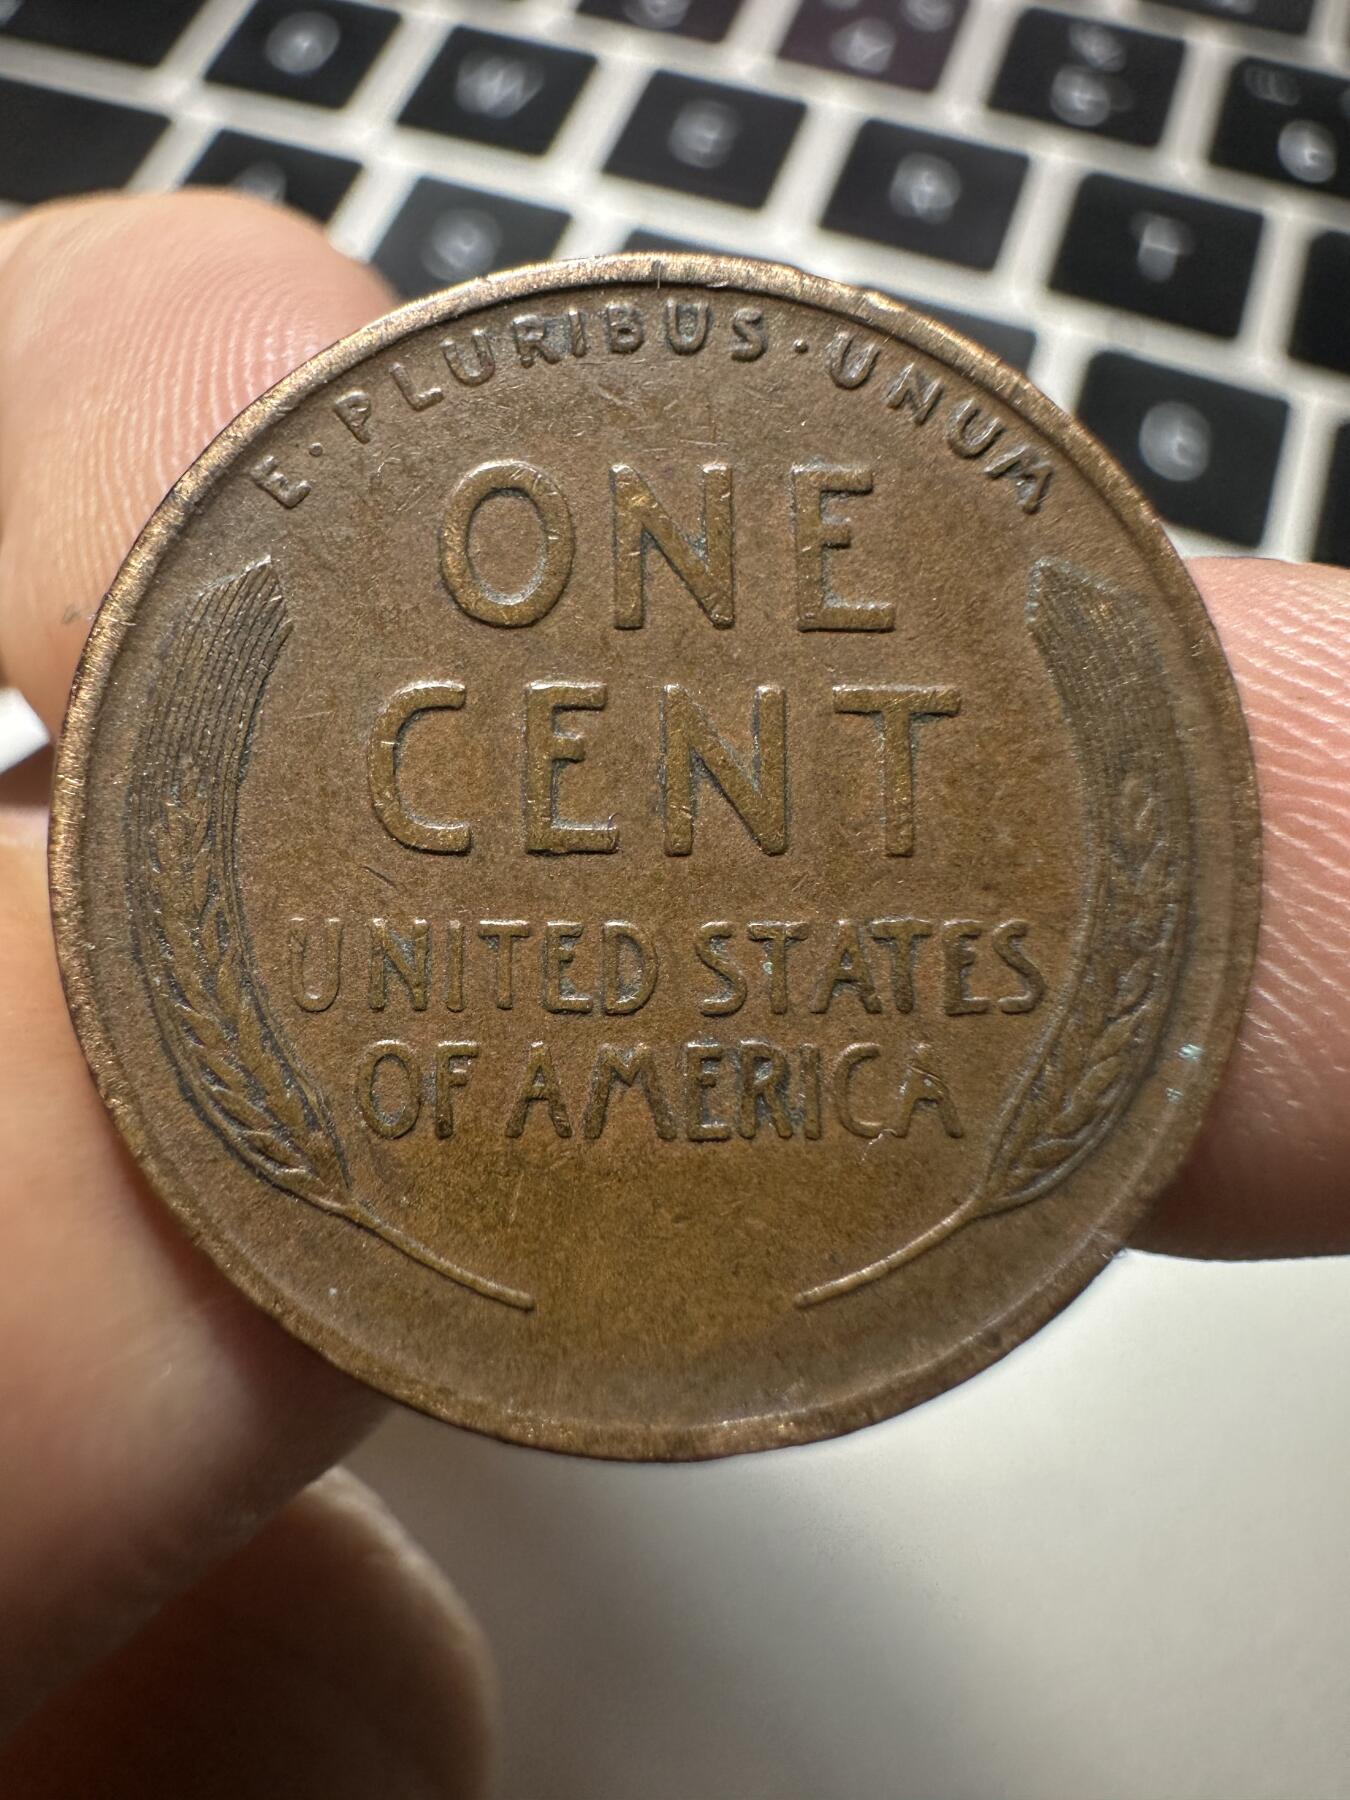 E·PLURIBUS·UNUM
ONE
CENT
UNITED STATES
OF AMERICA
W
E
R
T
G